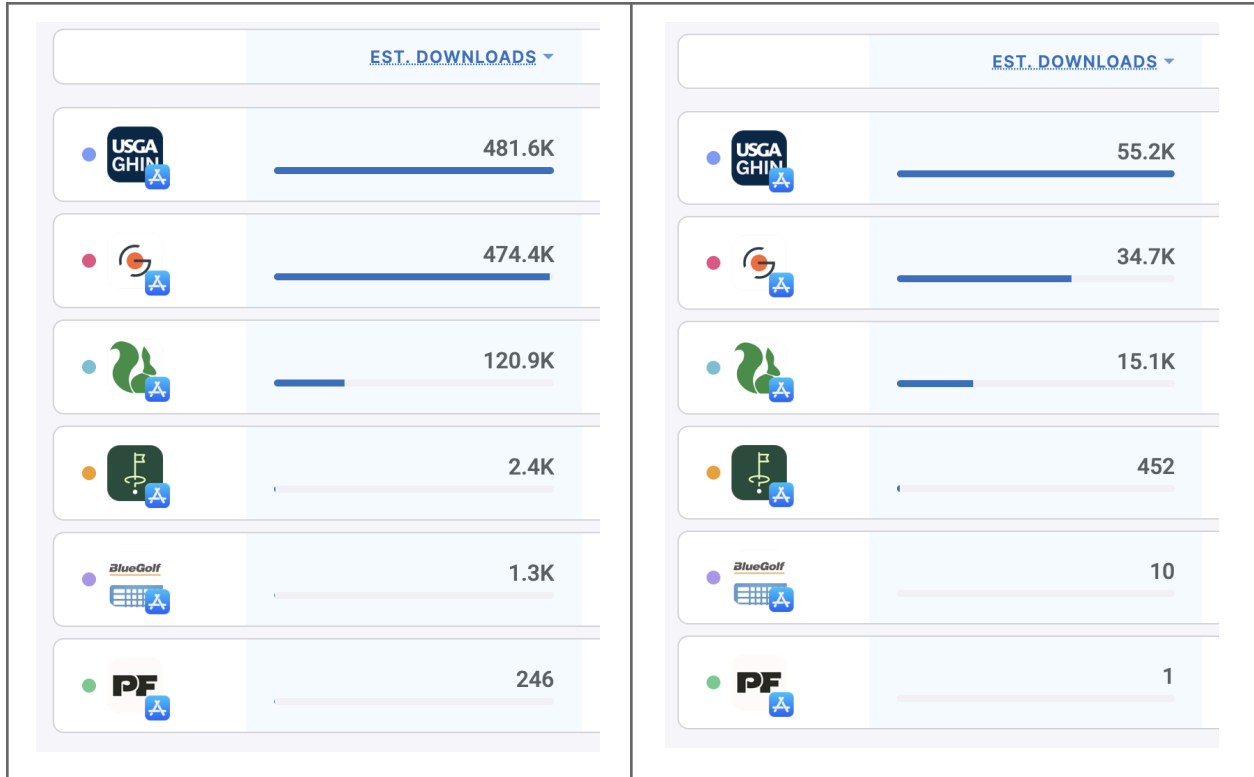 EST. DOWNLOADS
USGA
GHIN
481.6K
474.4K
120.9K
2.4K
BlueGolf
1.3K
PF
246
EST. DOWNLOADS
USGA
GHIN
55.2K
34.7K
15.1K
452
BlueGolf
10
PF
1